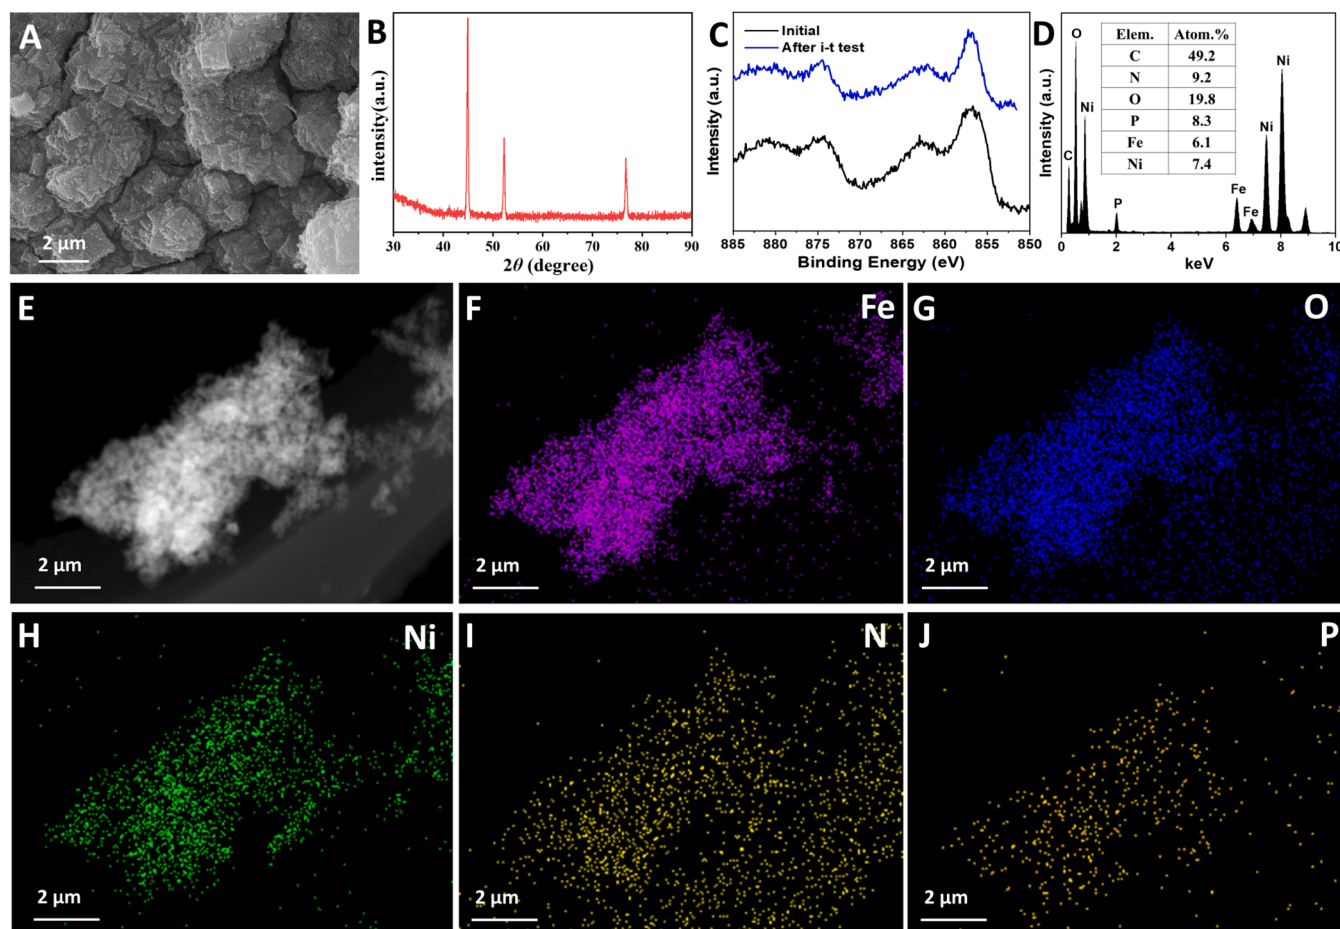 A
2 μm
B
intensity(a.u.)
30 40 50 60 70 80 90
2θ (degree)
C
Initial
After i-t test
Intensity (a.u.)
885 880 875 870 865 860 855 850
Binding Energy (eV)
D
Elem. Atom.%
C 49.2
N 9.2
O 19.8
P 8.3
Fe 6.1
Ni 7.4
O
Ni
C
P
Fe
Fe
Ni
Ni
Intensity (a.u.)
0 2 4 6 8 10
keV
E
2 μm
F
Fe
2 μm
G
O
2 μm
H
Ni
2 μm
I
N
2 μm
J
P
2 μm